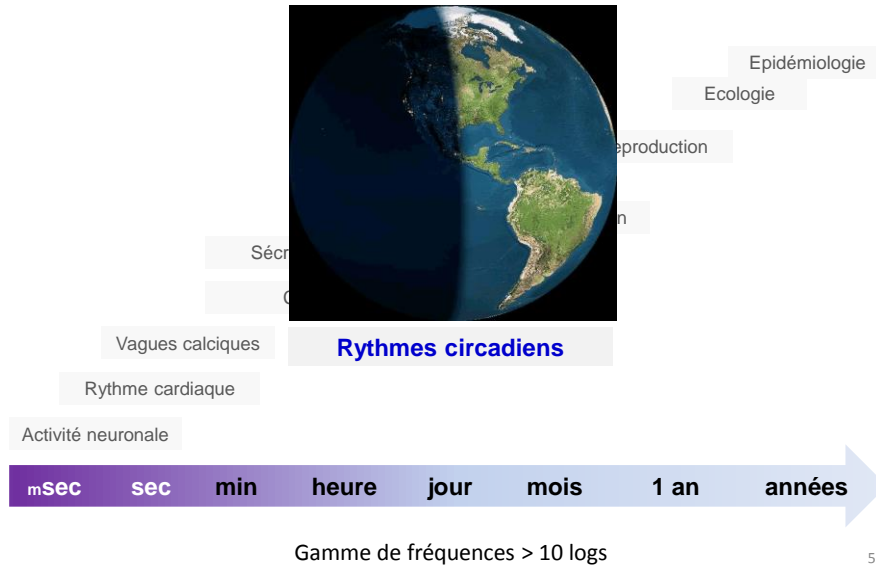 Epidémiologie
Ecologie
eproduction
n
Sécr
Vagues calciques
Rythmes circadiens
Rythme cardiaque
Activité neuronale
msec sec min heure jour mois 1 an années
Gamme de fréquences > 10 logs
5